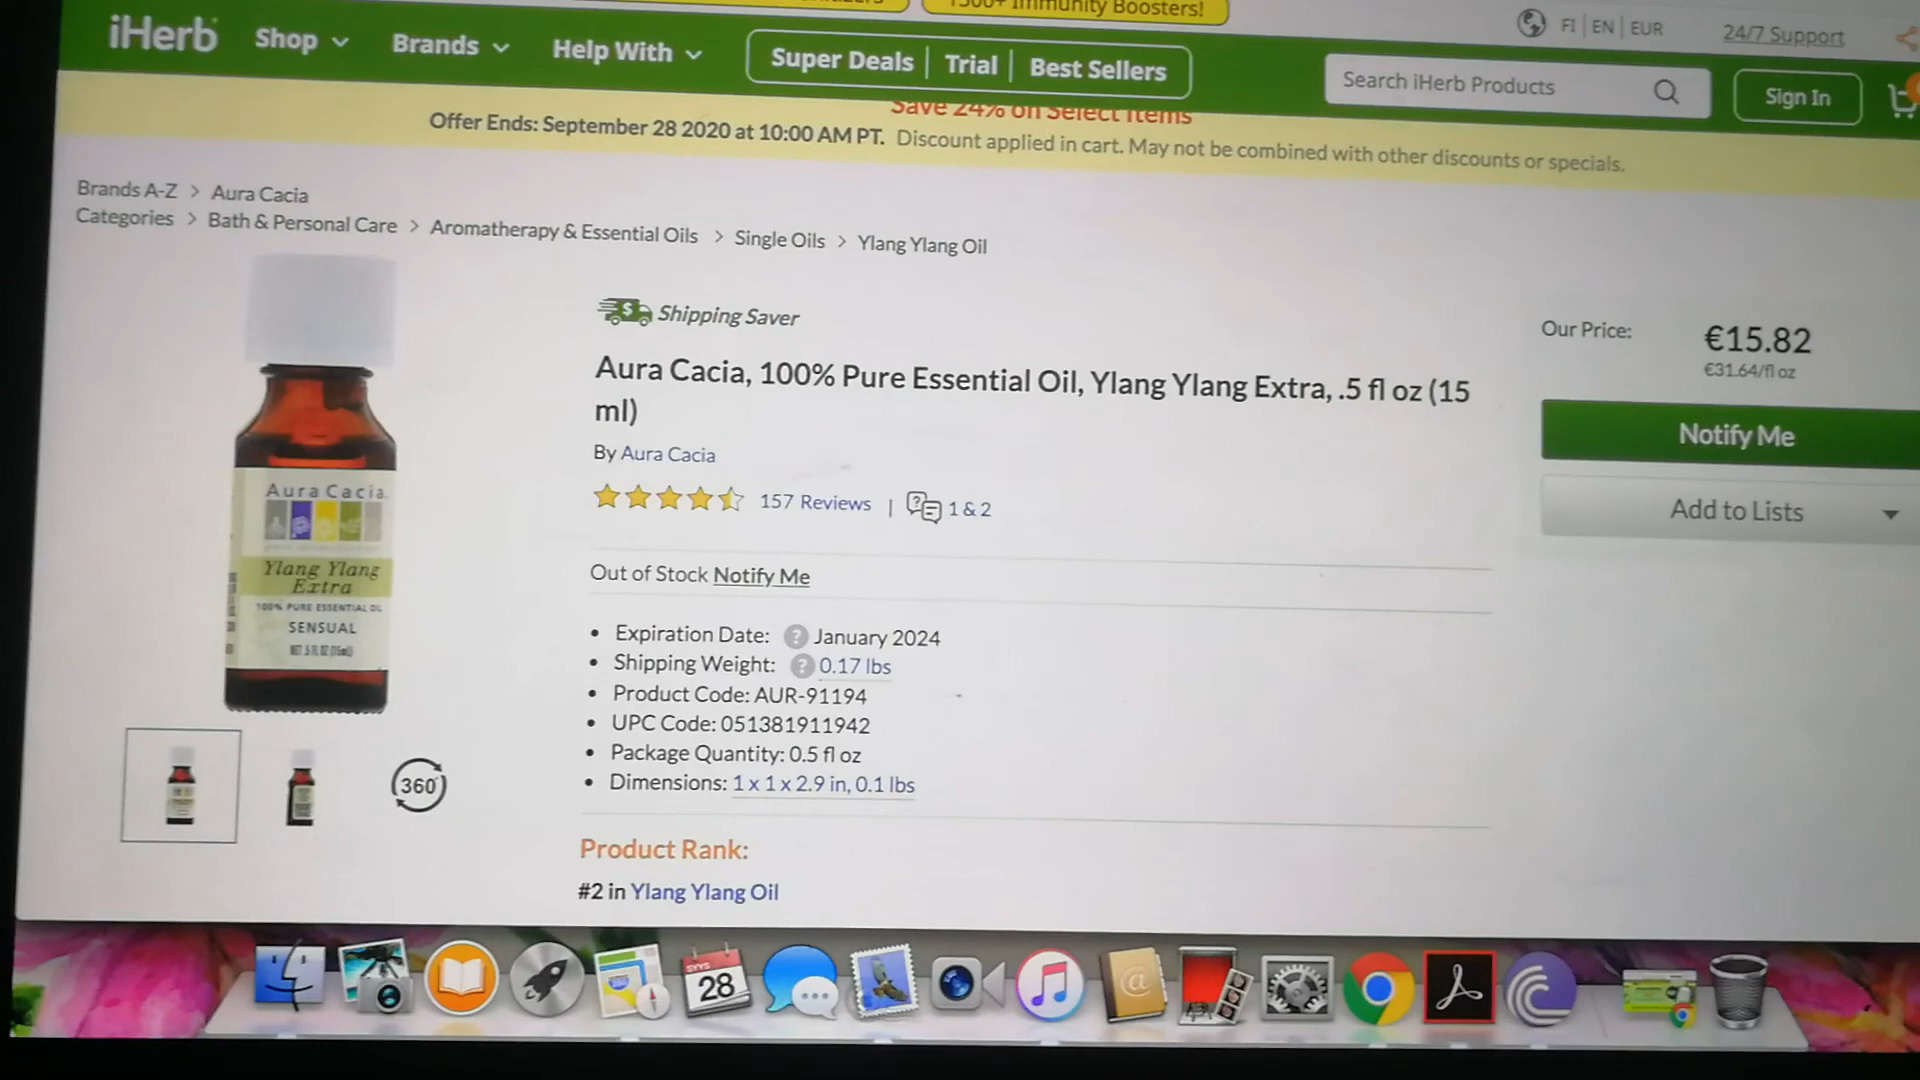 1500+ Immunity Boosters!
iHerb Shop Brands Help With Super Deals Trial Best Sellers Search iHerb Products FI EN EUR 24/7 Support Sign In
Save 24% on Select Items
Offer Ends: September 28 2020 at 10:00 AM PT. Discount applied in cart. May not be combined with other discounts or specials.
Brands A-Z > Aura Cacia
Categories > Bath & Personal Care > Aromatherapy & Essential Oils > Single Oils > Ylang Ylang Oil
Shipping Saver
Aura Cacia, 100% Pure Essential Oil, Ylang Ylang Extra, .5 fl oz (15
ml)
By Aura Cacia
157 Reviews | 1 & 2
Out of Stock Notify Me
• Expiration Date: ? January 2024
• Shipping Weight: ? 0.17 lbs
• Product Code: AUR-91194
• UPC Code: 051381911942
• Package Quantity: 0.5 fl oz
• Dimensions: 1 x 1 x 2.9 in, 0.1 lbs
Product Rank:
#2 in Ylang Ylang Oil
Our Price: €15.82
€31.64/fl oz
Notify Me
Add to Lists
Aura Cacia
Ylang Ylang
Extra
100% PURE ESSENTIAL OIL
SENSUAL
NET .5 FL OZ (15ml)
360°
SYYS
28